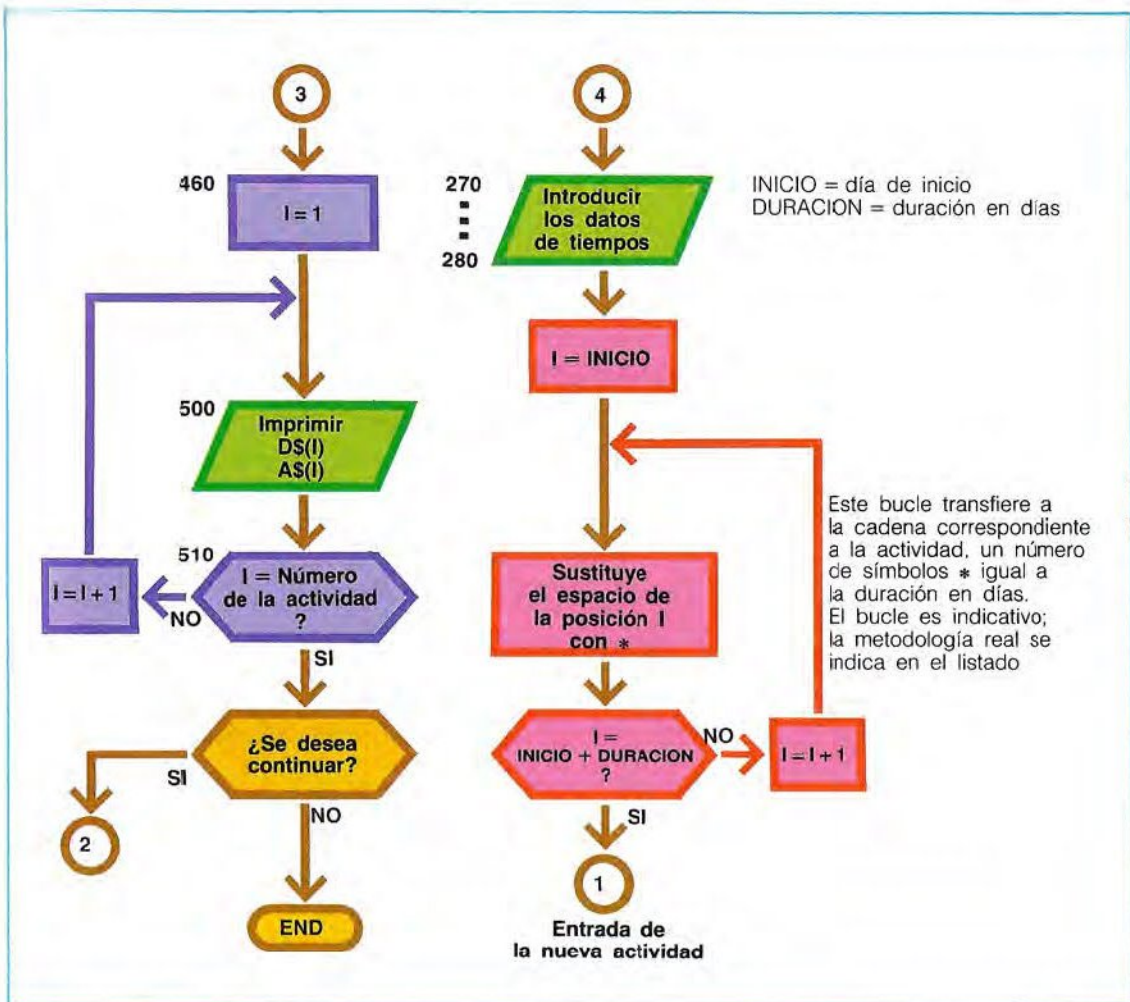 3
460
I = 1
500
Imprimir
D$(I)
A$(I)
510
I = Número
de la actividad
?
I = I + 1
NO
SI
¿Se desea
continuar?
SI
NO
2
END
4
270
280
Introducir
los datos
de tiempos
INICIO = día de inicio
DURACION = duración en días
I = INICIO
Sustituye
el espacio de
la posición I
con *
Este bucle transfiere a
la cadena correspondiente
a la actividad, un número
de símbolos * igual a
la duración en días.
El bucle es indicativo;
la metodología real se
indica en el listado
I =
INICIO + DURACION
?
NO
I = I + 1
SI
1
Entrada de
la nueva actividad